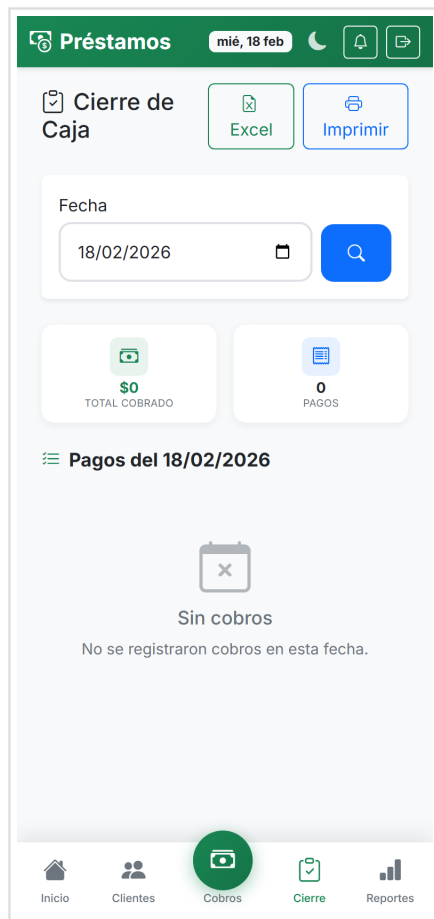 Préstamos
mié, 18 feb
Cierre de
Caja
Excel
Imprimir
Fecha
18/02/2026
$0
TOTAL COBRADO
0
PAGOS
Pagos del 18/02/2026
Sin cobros
No se registraron cobros en esta fecha.
Inicio
Clientes
Cobros
Cierre
Reportes